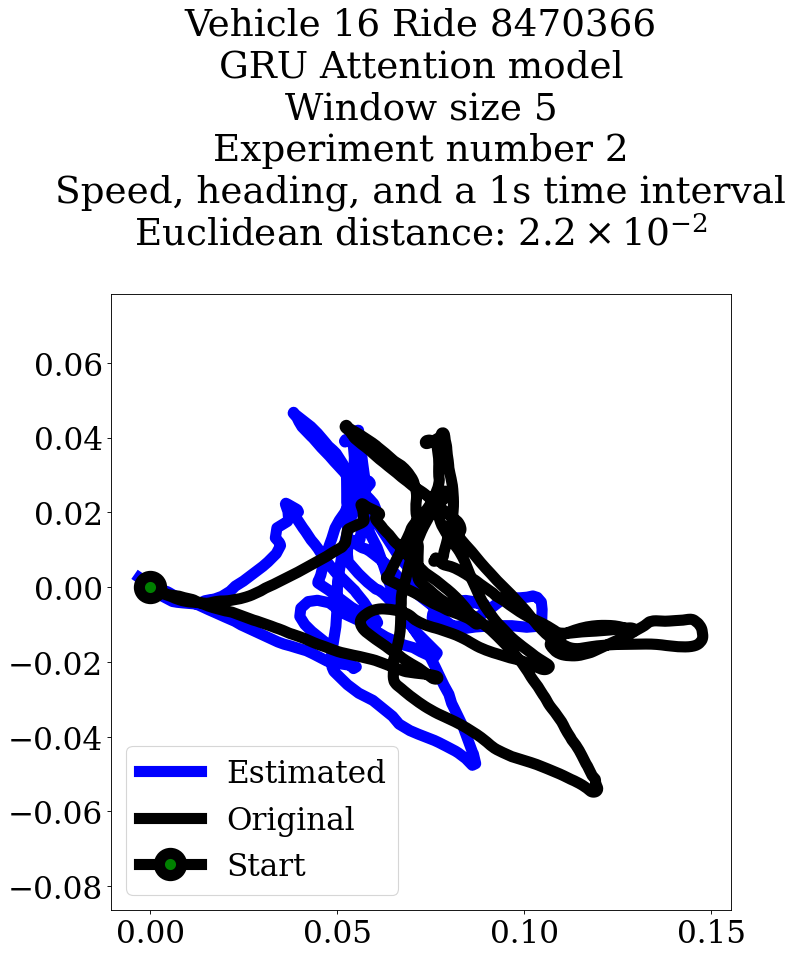 Vehicle 16 Ride 8470366
GRU Attention model
Window size 5
Experiment number 2
Speed, heading, and a 1s time interval
Euclidean distance: 2.2 × 10⁻²
0.06
0.04
0.02
0.00
−0.02
−0.04
−0.06
−0.08
Estimated
Original
Start
0.00 0.05 0.10 0.15